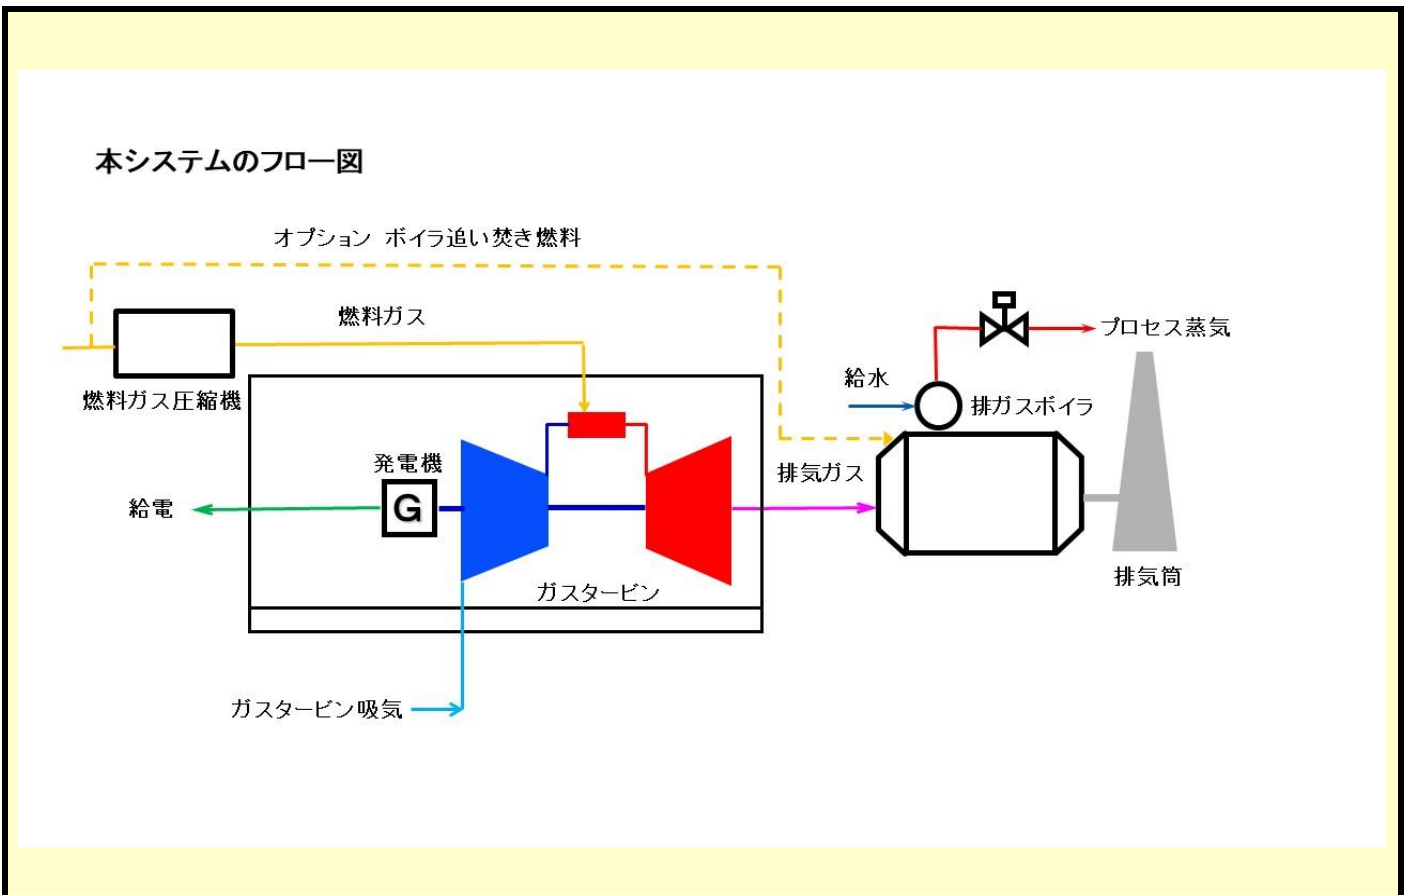 本システムのフロー図
オプション ボイラ追い焚き燃料
燃料ガス
プロセス蒸気
給水
燃料ガス圧縮機
排ガスボイラ
発電機
排気ガス
給電
G
排気筒
ガスタービン
ガスタービン吸気